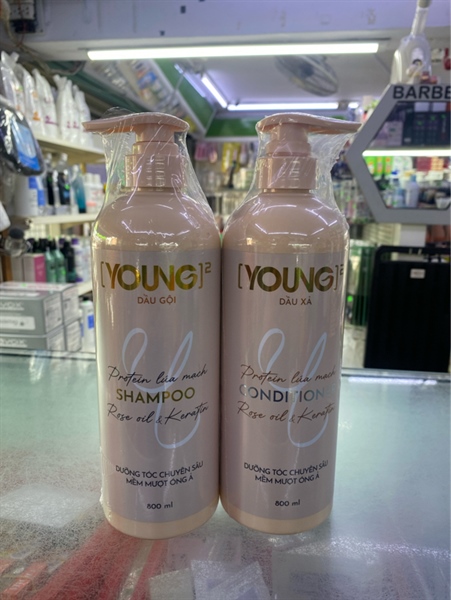 BARBE
[YOUNG]²
DẦU GỘI
Protein lúa mạch
SHAMPOO
Rose oil & Keratin
DƯỠNG TÓC CHUYÊN SÂU
MỀM MƯỢT ÓNG Ả
800 ml
[YOUNG]²
DẦU XẢ
Protein lúa mạch
CONDITION
Rose oil & Keratin
DƯỠNG TÓC CHUYÊN SÂU
MỀM MƯỢT ÓNG Ả
800 ml